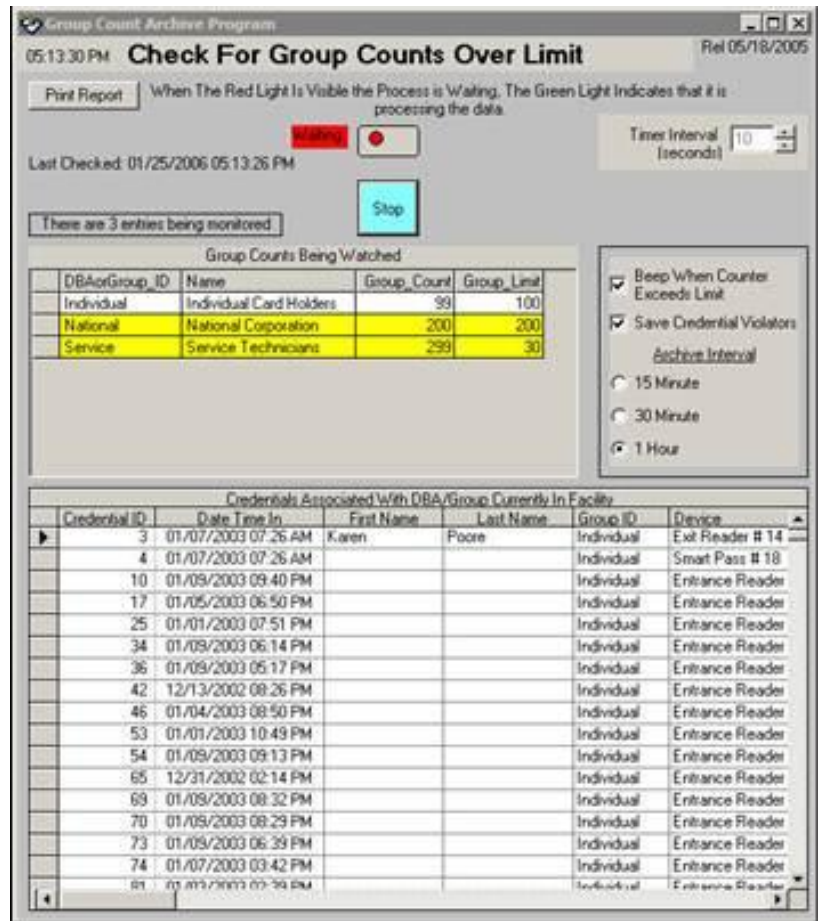 Group Count Archive Program
05:13:30 PM Check For Group Counts Over Limit Rel 05/18/2005
Print Report When The Red Light Is Visible the Process is Waiting, The Green Light Indicates that it is
processing the data.
Waiting
Timer Interval 10
(seconds)
Last Checked: 01/25/2006 05:13:26 PM
Stop
There are 3 entries being monitored
Group Counts Being Watched
DBAorGroup_ID Name Group_Count Group_Limit
Individual Individual Card Holders 99 100
National National Corporation 200 200
Service Service Technicians 299 30
Beep When Counter
Exceeds Limit
Save Credential Violators
Archive Interval
15 Minute
30 Minute
1 Hour
Credentials Associated With DBA/Group Currently In Facility
Credential ID Date Time In First Name Last Name Group ID Device
3 01/07/2003 07:26 AM Karen Poore Individual Exit Reader # 14
4 01/07/2003 07:26 AM Individual Smart Pass # 18
10 01/09/2003 09:40 PM Individual Entrance Reader
17 01/05/2003 06:50 PM Individual Entrance Reader
25 01/01/2003 07:51 PM Individual Entrance Reader
34 01/09/2003 06:14 PM Individual Entrance Reader
36 01/09/2003 05:17 PM Individual Entrance Reader
42 12/13/2002 08:26 PM Individual Entrance Reader
46 01/04/2003 08:50 PM Individual Entrance Reader
53 01/01/2003 10:49 PM Individual Entrance Reader
54 01/09/2003 09:13 PM Individual Entrance Reader
65 12/31/2002 02:14 PM Individual Entrance Reader
69 01/09/2003 08:32 PM Individual Entrance Reader
70 01/09/2003 08:29 PM Individual Entrance Reader
73 01/09/2003 06:39 PM Individual Entrance Reader
74 01/07/2003 03:42 PM Individual Entrance Reader
81 01/03/2003 02:39 PM Individual Entrance Reader